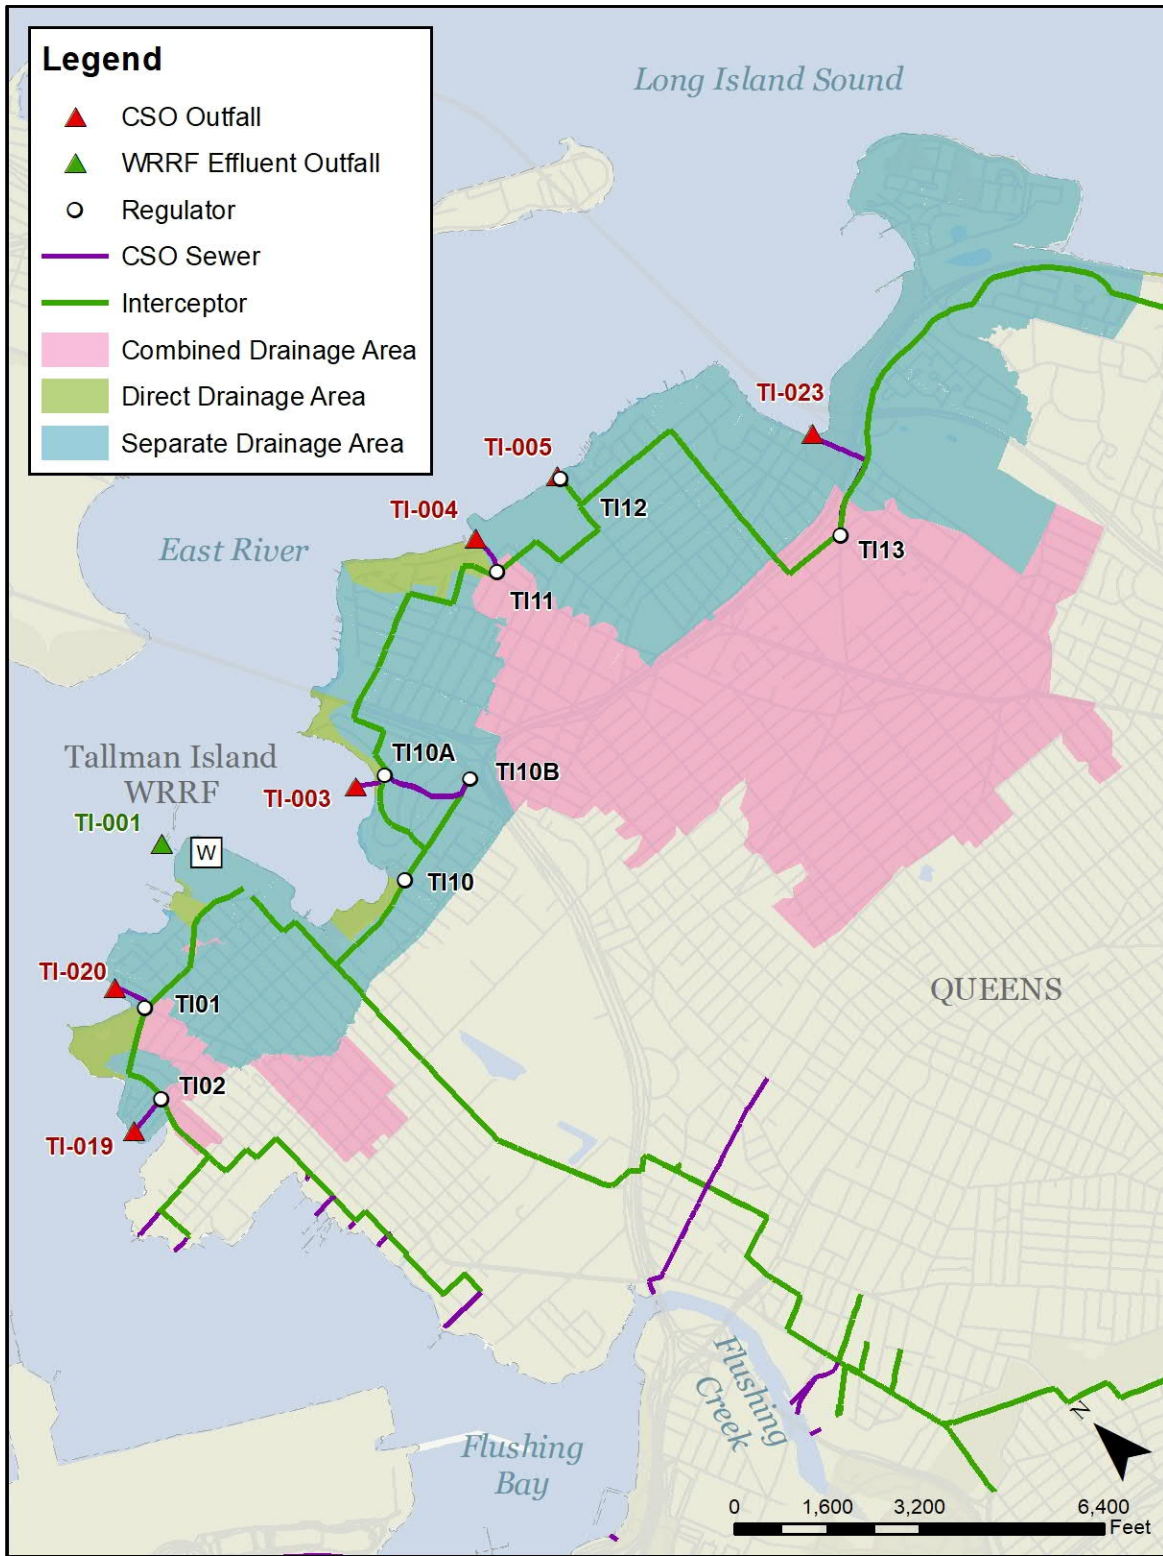 Legend
CSO Outfall
WRRF Effluent Outfall
Regulator
CSO Sewer
Interceptor
Combined Drainage Area
Direct Drainage Area
Separate Drainage Area
Long Island Sound
TI-023
TI-005
TI12
TI-004
East River
TI13
TI11
Tallman Island
WRRF
TI10A
TI10B
TI-003
TI-001
W
TI10
TI-020
TI01
QUEENS
TI02
TI-019
Flushing
Creek
Flushing
Bay
N
0 1,600 3,200 6,400
Feet